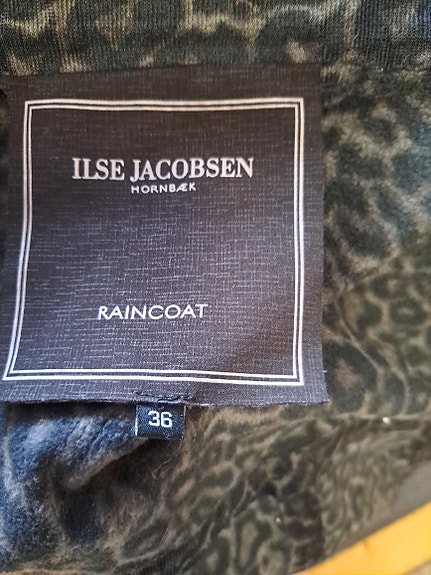 ILSE JACOBSEN
HORNBÆK
RAINCOAT
36